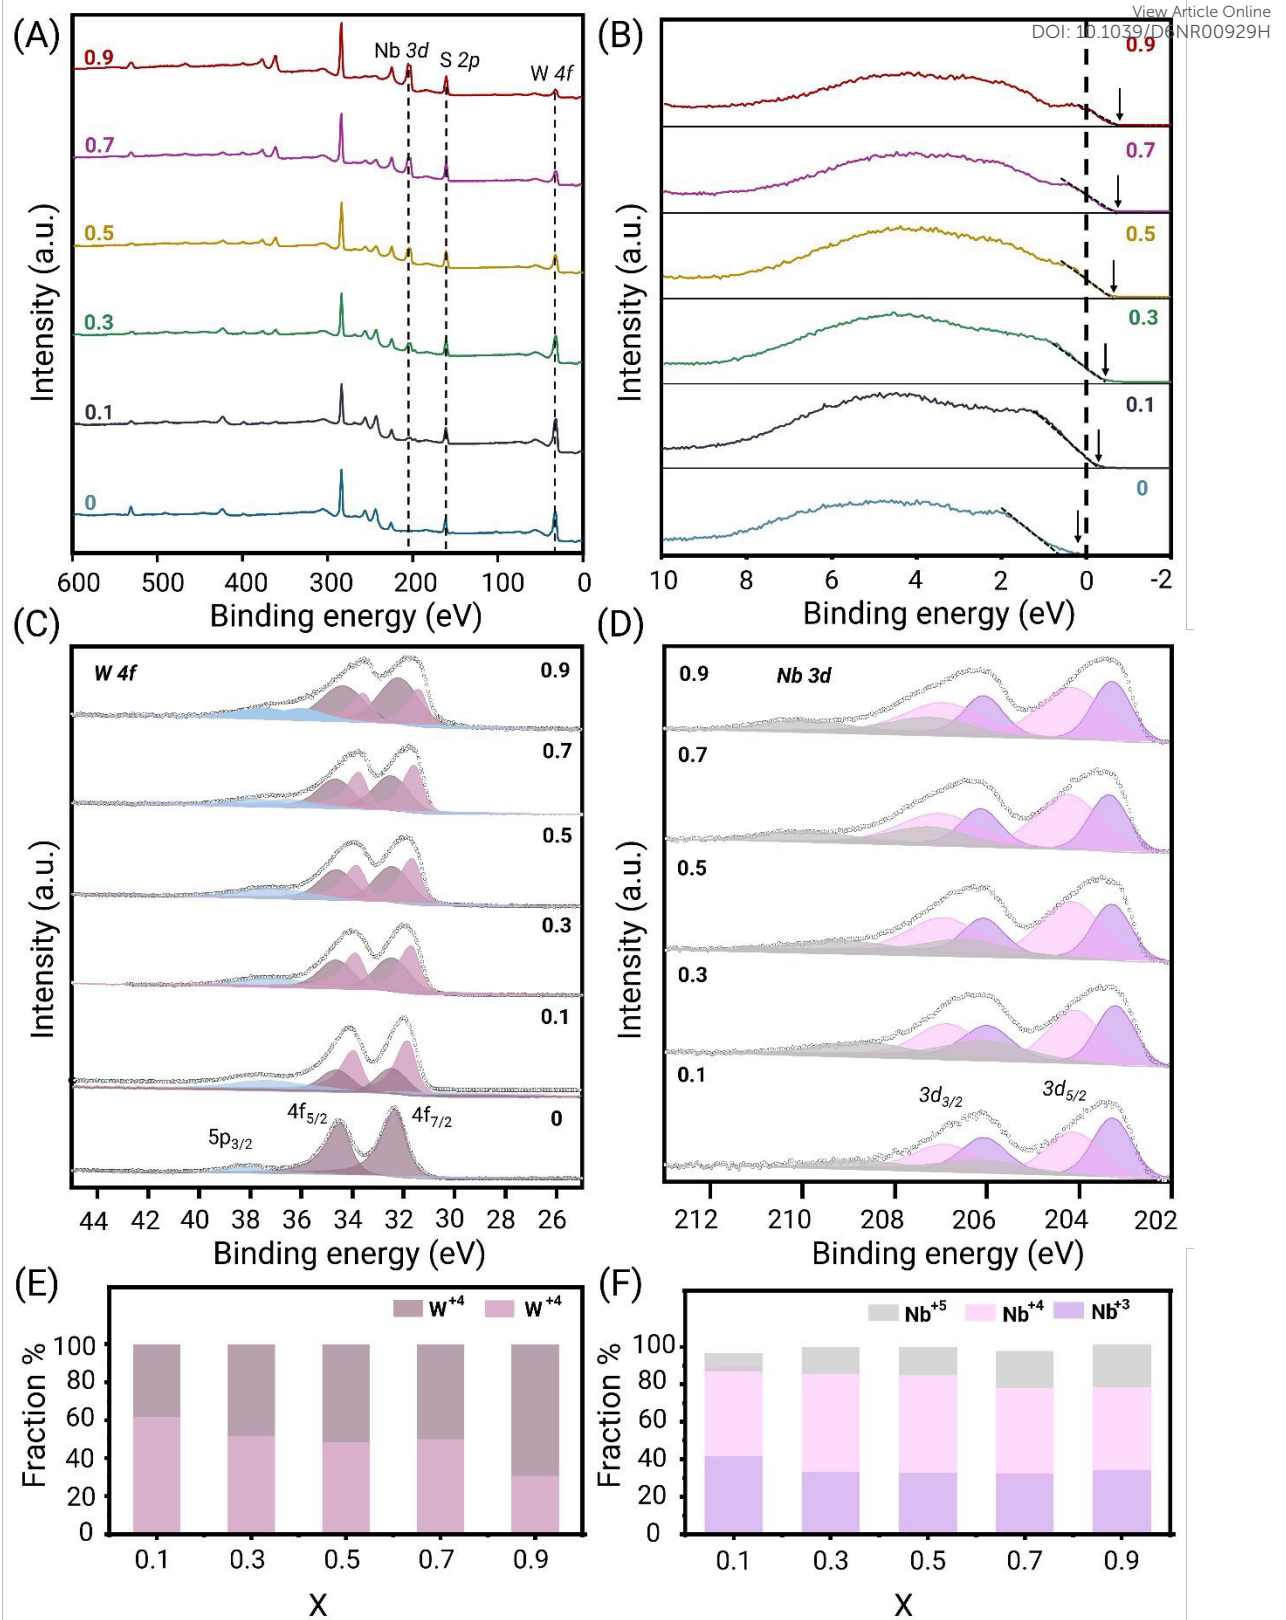 View Article Online
DOI: 10.1039/D6NR00929H
(A)
0.9
Nb 3d
S 2p
W 4f
0.7
0.5
0.3
0.1
0
Intensity (a.u.)
600 500 400 300 200 100 0
Binding energy (eV)
(B)
0.9
0.7
0.5
0.3
0.1
0
Intensity (a.u.)
10 8 6 4 2 0 -2
Binding energy (eV)
(C)
W 4f
0.9
0.7
0.5
0.3
0.1
0
5p3/2
4f5/2
4f7/2
Intensity (a.u.)
44 42 40 38 36 34 32 30 28 26
Binding energy (eV)
(D)
0.9
Nb 3d
0.7
0.5
0.3
0.1
3d3/2
3d5/2
Intensity (a.u.)
212 210 208 206 204 202
Binding energy (eV)
(E)
W+4 W+4
Fraction %
100
80
60
40
20
0
0.1 0.3 0.5 0.7 0.9
X
(F)
Nb+5 Nb+4 Nb+3
Fraction %
100
80
60
40
20
0
0.1 0.3 0.5 0.7 0.9
X